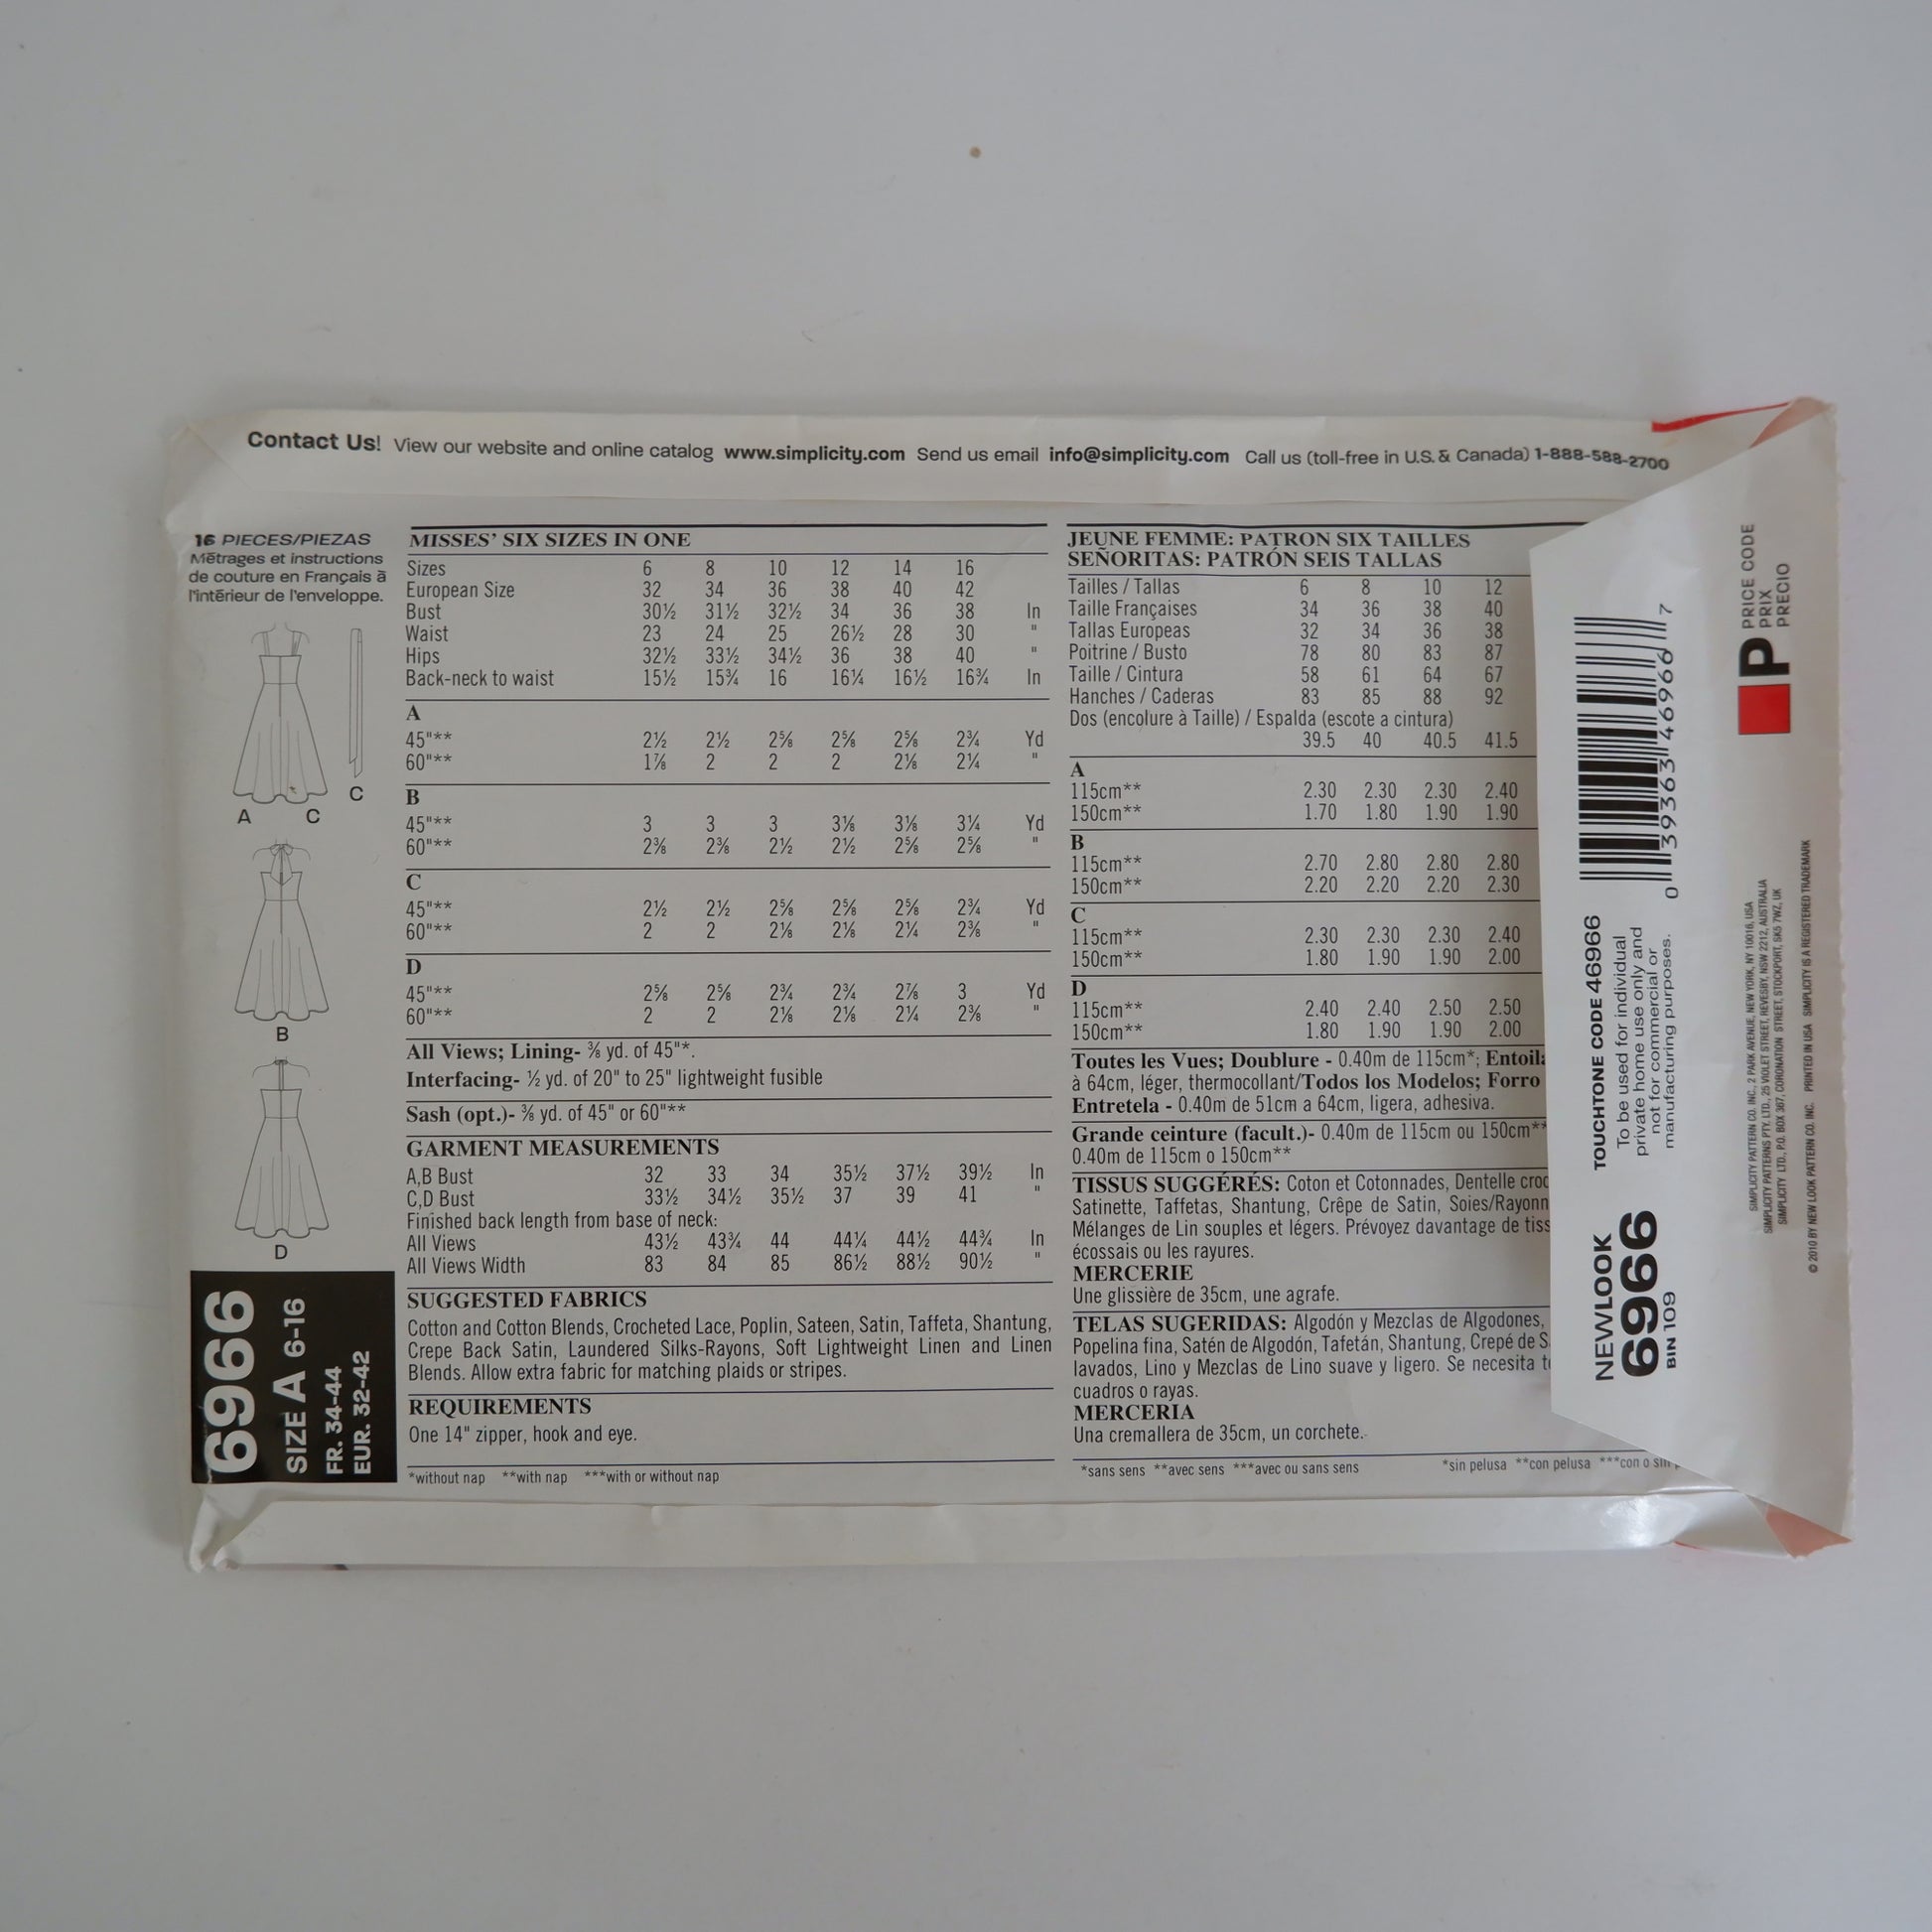 Contact Us! View our website and online catalog www.simplicity.com Send us email info@simplicity.com Call us (toll-free in U.S. & Canada) 1-888-588-2700
16 PIECES/PIEZAS
Métrages et instructions
de couture en Français à
l'intérieur de l'enveloppe.
A C C
B
D
6966
SIZE A 6-16
FR. 34-44
EUR. 32-42
MISSES' SIX SIZES IN ONE
Sizes 6 8 10 12 14 16
European Size 32 34 36 38 40 42
Bust 30½ 31½ 32½ 34 36 38 In
Waist 23 24 25 26½ 28 30 "
Hips 32½ 33½ 34½ 36 38 40 "
Back-neck to waist 15½ 15¾ 16 16¼ 16½ 16¾ In
A
45"** 2½ 2½ 2⅝ 2⅝ 2⅝ 2¾ Yd
60"** 1⅞ 2 2 2 2⅛ 2¼ "
B
45"** 3 3 3 3⅛ 3⅛ 3¼ Yd
60"** 2⅜ 2⅜ 2½ 2½ 2⅝ 2⅝ "
C
45"** 2½ 2½ 2⅝ 2⅝ 2⅝ 2¾ Yd
60"** 2 2 2⅛ 2⅛ 2¼ 2⅜ "
D
45"** 2⅝ 2⅝ 2¾ 2¾ 2⅞ 3 Yd
60"** 2 2 2⅛ 2⅛ 2¼ 2⅜ "
All Views; Lining- ⅜ yd. of 45"*.
Interfacing- ½ yd. of 20" to 25" lightweight fusible
Sash (opt.)- ⅜ yd. of 45" or 60"**
GARMENT MEASUREMENTS
A,B Bust 32 33 34 35½ 37½ 39½ In
C,D Bust 33½ 34½ 35½ 37 39 41 "
Finished back length from base of neck:
All Views 43½ 43¾ 44 44¼ 44½ 44¾ In
All Views Width 83 84 85 86½ 88½ 90½ "
SUGGESTED FABRICS
Cotton and Cotton Blends, Crocheted Lace, Poplin, Sateen, Satin, Taffeta, Shantung,
Crepe Back Satin, Laundered Silks-Rayons, Soft Lightweight Linen and Linen
Blends. Allow extra fabric for matching plaids or stripes.
REQUIREMENTS
One 14" zipper, hook and eye.
*without nap **with nap ***with or without nap
JEUNE FEMME: PATRON SIX TAILLES
SEÑORITAS: PATRÓN SEIS TALLAS
Tailles / Tallas 6 8 10 12
Taille Françaises 34 36 38 40
Tallas Europeas 32 34 36 38
Poitrine / Busto 78 80 83 87
Taille / Cintura 58 61 64 67
Hanches / Caderas 83 85 88 92
Dos (encolure à Taille) / Espalda (escote a cintura)
39.5 40 40.5 41.5
A
115cm** 2.30 2.30 2.30 2.40
150cm** 1.70 1.80 1.90 1.90
B
115cm** 2.70 2.80 2.80 2.80
150cm** 2.20 2.20 2.20 2.30
C
115cm** 2.30 2.30 2.30 2.40
150cm** 1.80 1.90 1.90 2.00
D
115cm** 2.40 2.40 2.50 2.50
150cm** 1.80 1.90 1.90 2.00
Toutes les Vues; Doublure - 0.40m de 115cm*;
à 64cm, léger, thermocollant/Todos los Modelos; Forro
Entretela - 0.40m de 51cm a 64cm, ligera, adhesiva.
Grande ceinture (facult.)- 0.40m de 115cm ou 150cm**
0.40m de 115cm o 150cm**
TISSUS SUGGÉRÉS: Coton et Cotonnades, Dentelle
Satinette, Taffetas, Shantung, Crêpe de Satin,
Mélanges de Lin souples et légers. Prévoyez davantage de
écossais ou les rayures.
MERCERIE
Une glissière de 35cm, une agrafe.
TELAS SUGERIDAS: Algodón y Mezclas de Algodones,
Popelina fina, Satén de Algodón, Tafetán, Shantung, Crepé de
lavados, Lino y Mezclas de Lino suave y ligero. Se necesita
cuadros o rayas.
MERCERIA
Una cremallera de 35cm, un corchete.
*sans sens **avec sens ***avec ou sans sens *sin pelusa **con pelusa ***con o
NEWLOOK
6966
BIN 109
TOUCHTONE CODE 46966
To be used for individual
private home use only and
not for commercial or
manufacturing purposes.
0 39363 46966 7
P
PRICE CODE
PRIX
PRECIO
SIMPLICITY PATTERN CO. INC., 2 PARK AVENUE, NEW YORK, NY 10016, USA
SIMPLICITY PATTERNS PTY. LTD., 25 VIOLET STREET, REVESBY, NSW 2212, AUSTRALIA
SIMPLICITY LTD., P.O. BOX 367, CORONATION STREET, STOCKPORT, SK5 7WZ, UK
© 2010 BY NEW LOOK PATTERN CO. INC. PRINTED IN USA SIMPLICITY IS A REGISTERED TRADEMARK